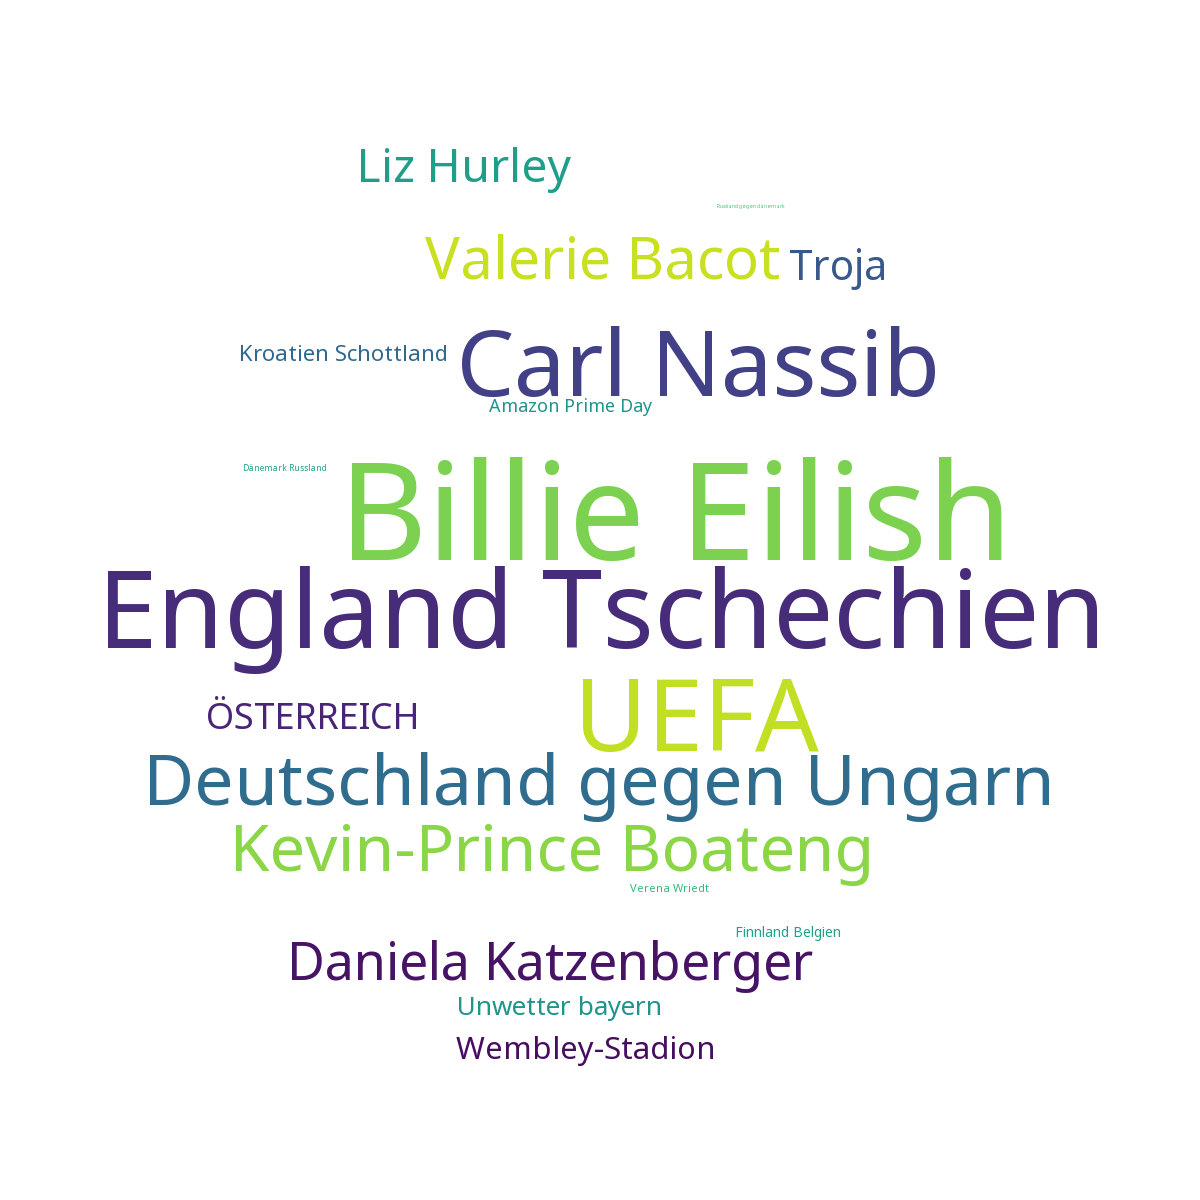 Liz Hurley
Russland gegen dänemark
Valerie Bacot
Troja
Carl Nassib
Kroatien Schottland
Amazon Prime Day
Billie Eilish
Dänemark Russland
England Tschechien
UEFA
ÖSTERREICH
Deutschland gegen Ungarn
Kevin-Prince Boateng
Verena Wriedt
Finnland Belgien
Daniela Katzenberger
Unwetter bayern
Wembley-Stadion